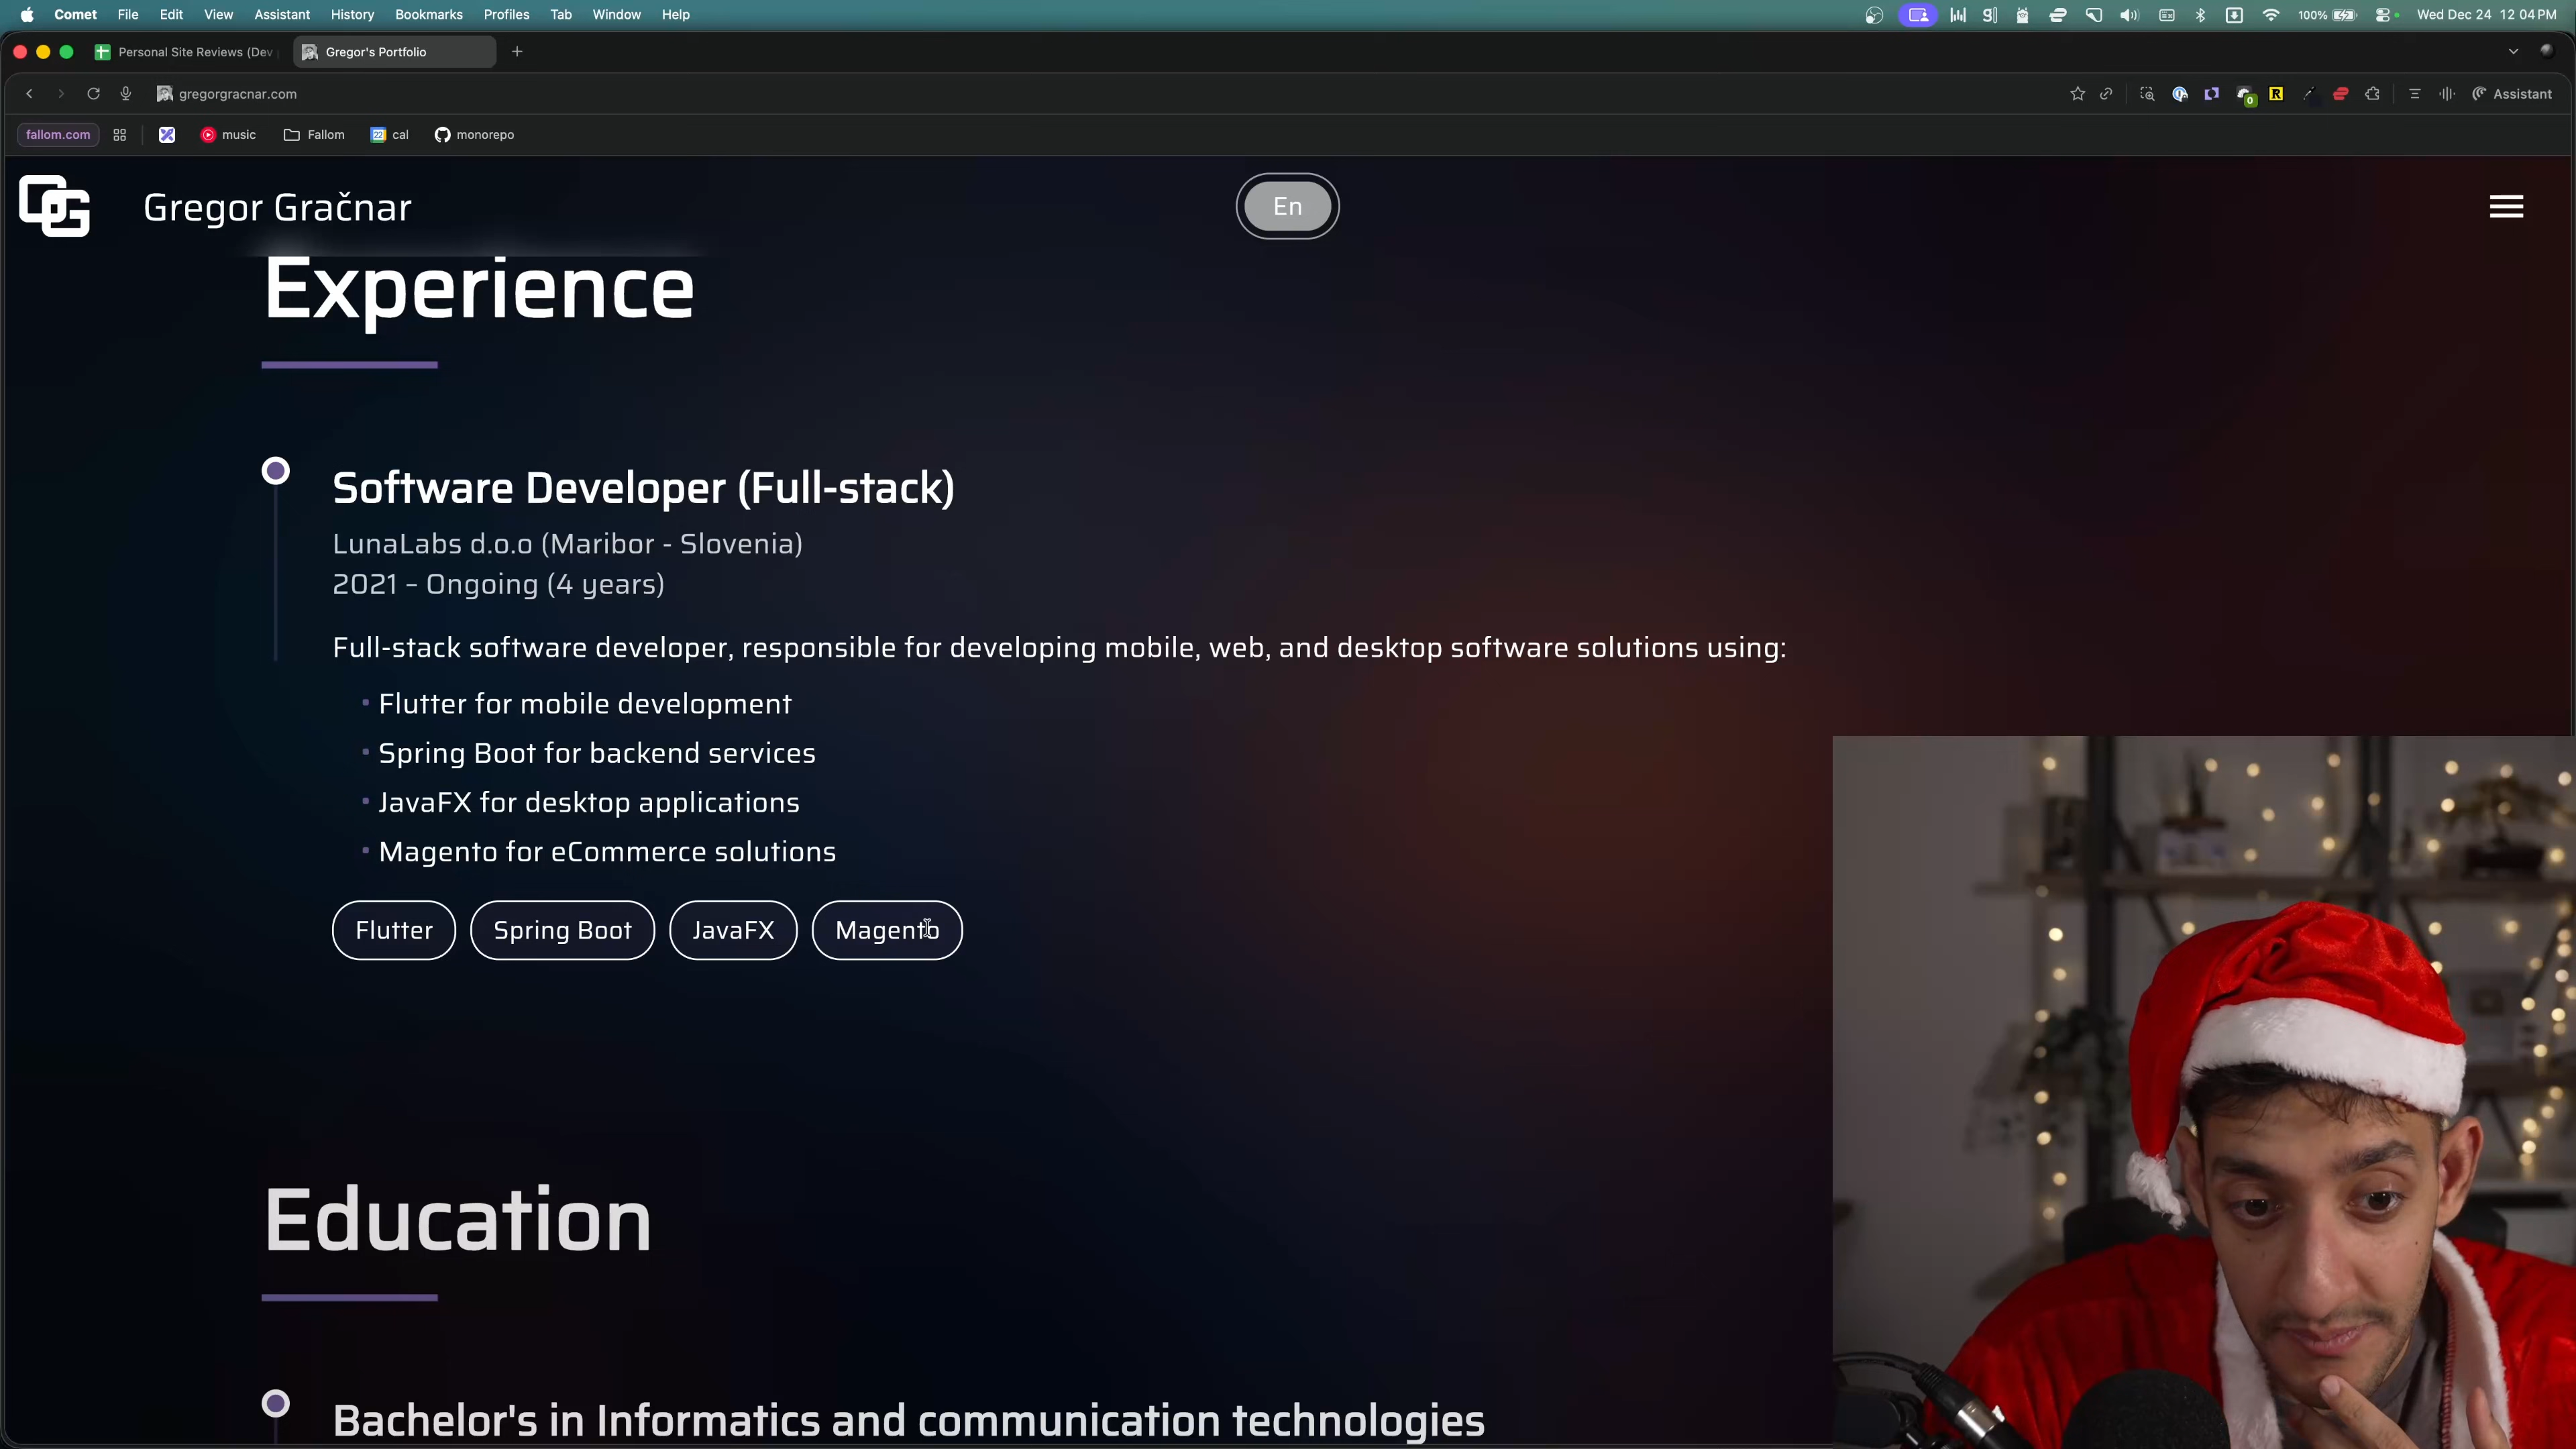 Comet File Edit View Assistant History Bookmarks Profiles Tab Window Help 100% Wed Dec 24 12 04 PM
Personal Site Reviews (Dev Gregor's Portfolio
gregorgracnar.com Assistant
fallom.com music Fallom cal monorepo
Gregor Gračnar En
Experience
Software Developer (Full-stack)
LunaLabs d.o.o (Maribor - Slovenia)
2021 – Ongoing (4 years)
Full-stack software developer, responsible for developing mobile, web, and desktop software solutions using:
Flutter for mobile development
Spring Boot for backend services
JavaFX for desktop applications
Magento for eCommerce solutions
Flutter Spring Boot JavaFX Magento
Education
Bachelor's in Informatics and communication technologies